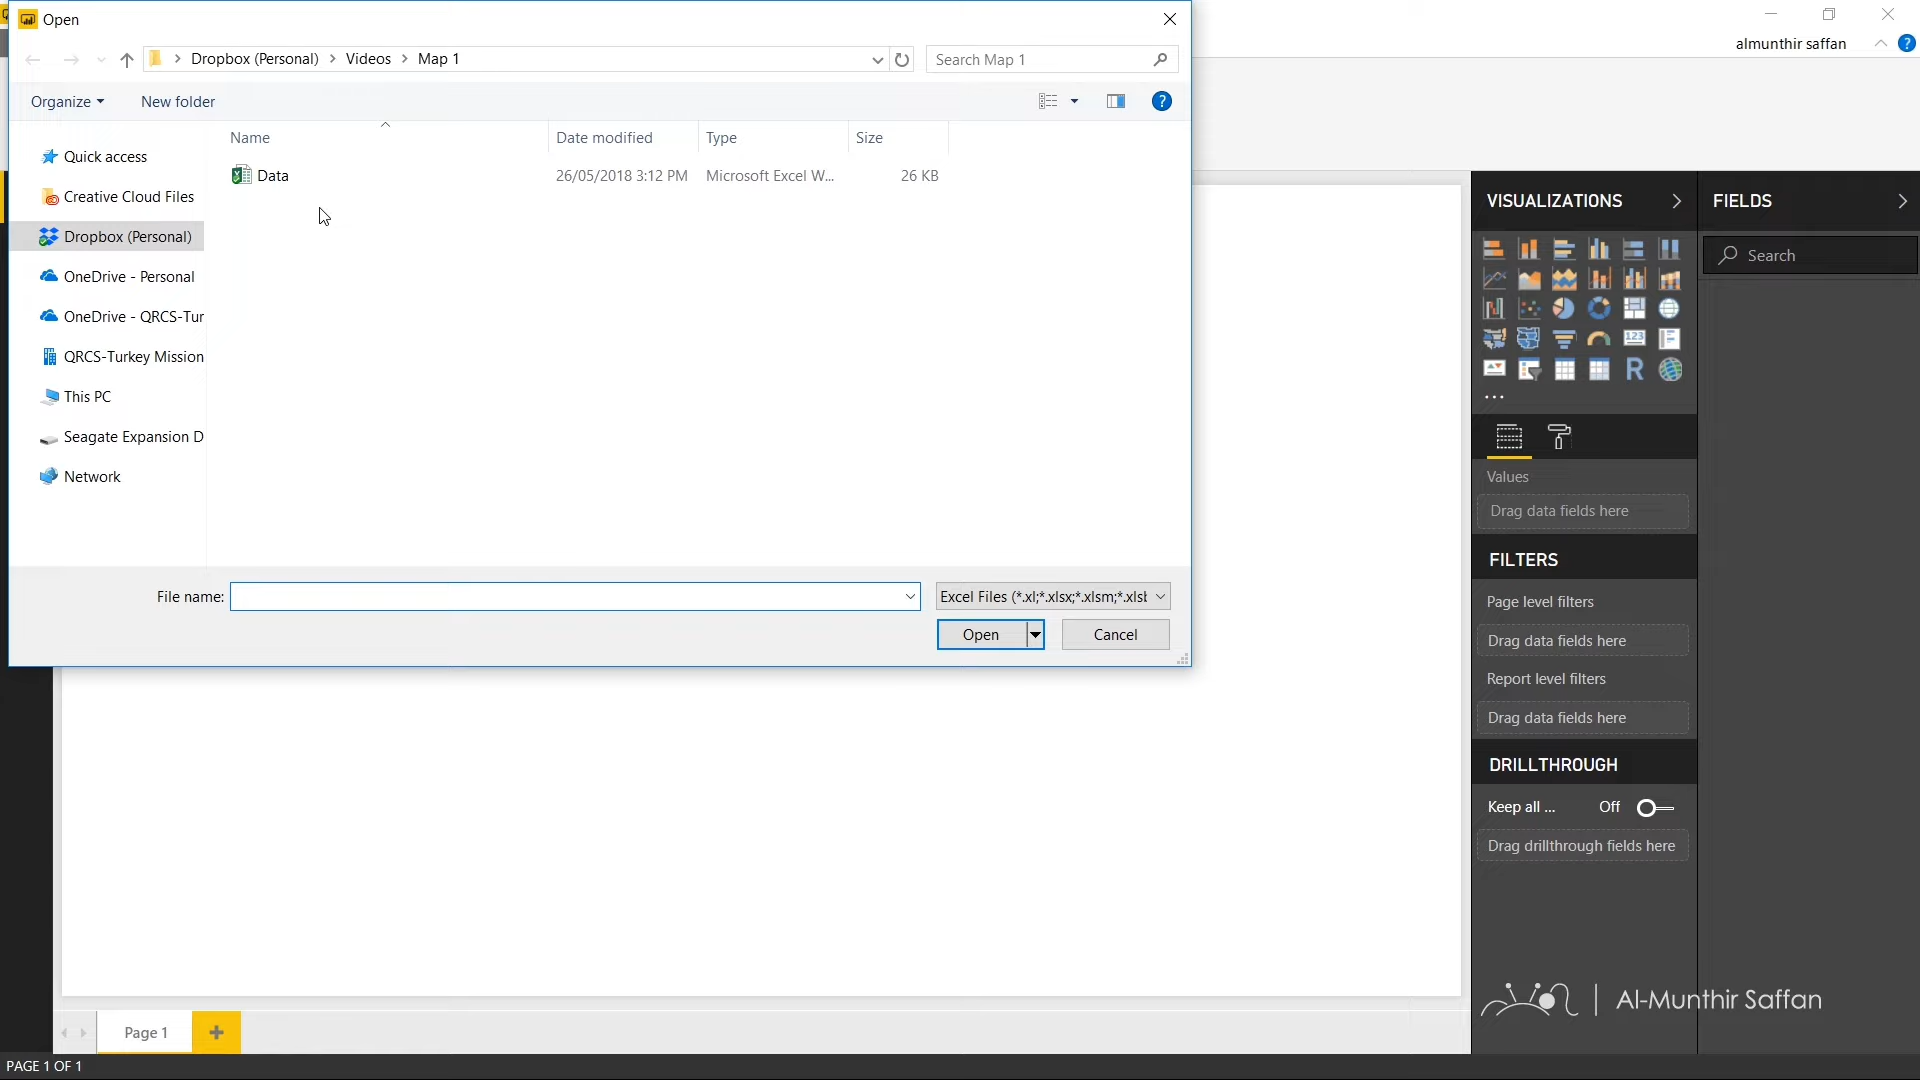 Open
almunthir saffan
Dropbox (Personal) Videos Map 1
Search Map 1
Organize New folder
Name Date modified Type Size
Data 26/05/2018 3:12 PM Microsoft Excel W... 26 KB
Quick access
Creative Cloud Files
Dropbox (Personal)
OneDrive - Personal
OneDrive - QRCS-Tur
QRCS-Turkey Mission
This PC
Seagate Expansion D
Network
File name:
Excel Files (*.xl;*.xlsx;*.xlsm;*.xlsb
Open Cancel
VISUALIZATIONS
FIELDS
Search
123
R
...
Values
Drag data fields here
FILTERS
Page level filters
Drag data fields here
Report level filters
Drag data fields here
DRILLTHROUGH
Keep all ... Off
Drag drillthrough fields here
Al-Munthir Saffan
Page 1
PAGE 1 OF 1